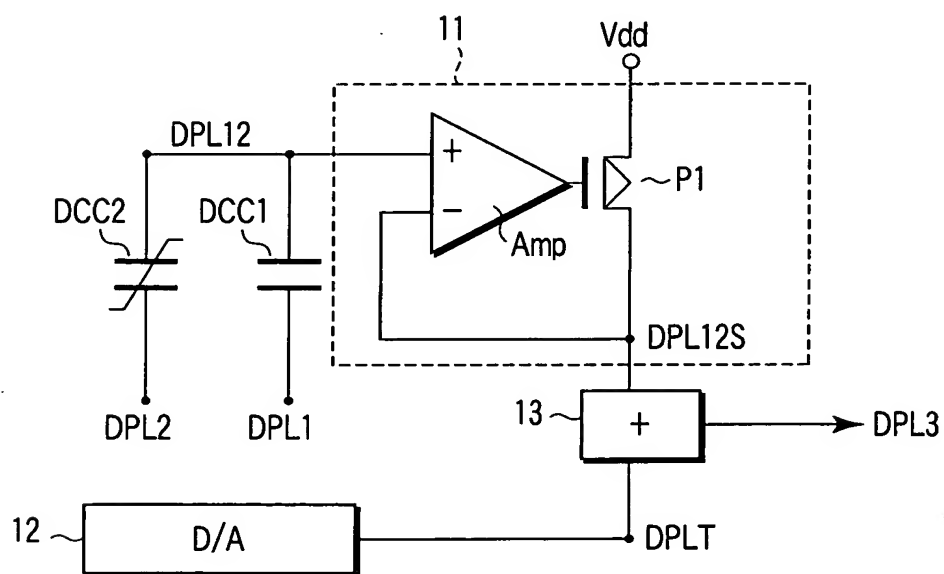 11
Vdd
DPL12
+
P1
DCC2
DCC1
−
Amp
DPL12S
13
+
DPL3
DPL2
DPL1
12
D/A
DPLT